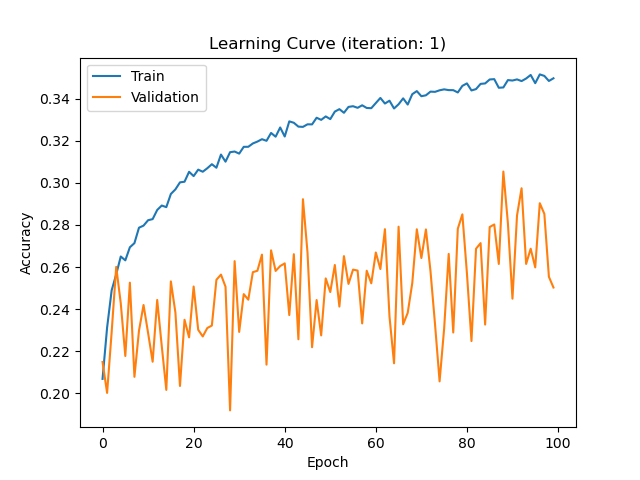 Learning Curve (iteration: 1)
Train
Validation
0.34
0.32
0.30
0.28
0.26
0.24
0.22
0.20
Accuracy
0 20 40 60 80 100
Epoch